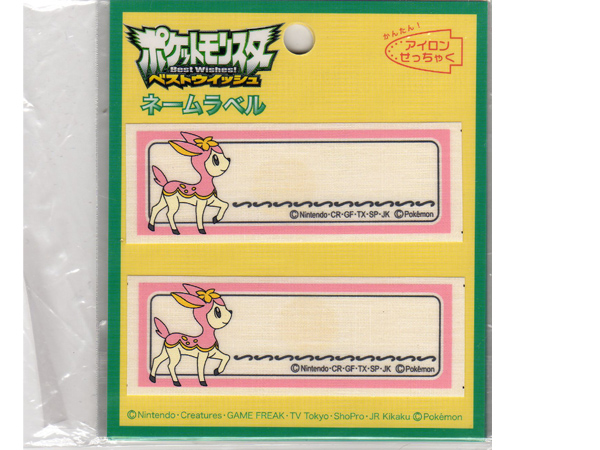 ポケットモンスター
Best Wishes!
ベストウイッシュ
ネームラベル
かんたん!
アイロン
せっちゃく
©Nintendo・CR・GF・TX・SP・JK ©Pokémon
©Nintendo・CR・GF・TX・SP・JK ©Pokémon
©Nintendo・Creatures・GAME FREAK・TV Tokyo・ShoPro・JR Kikaku ©Pokémon